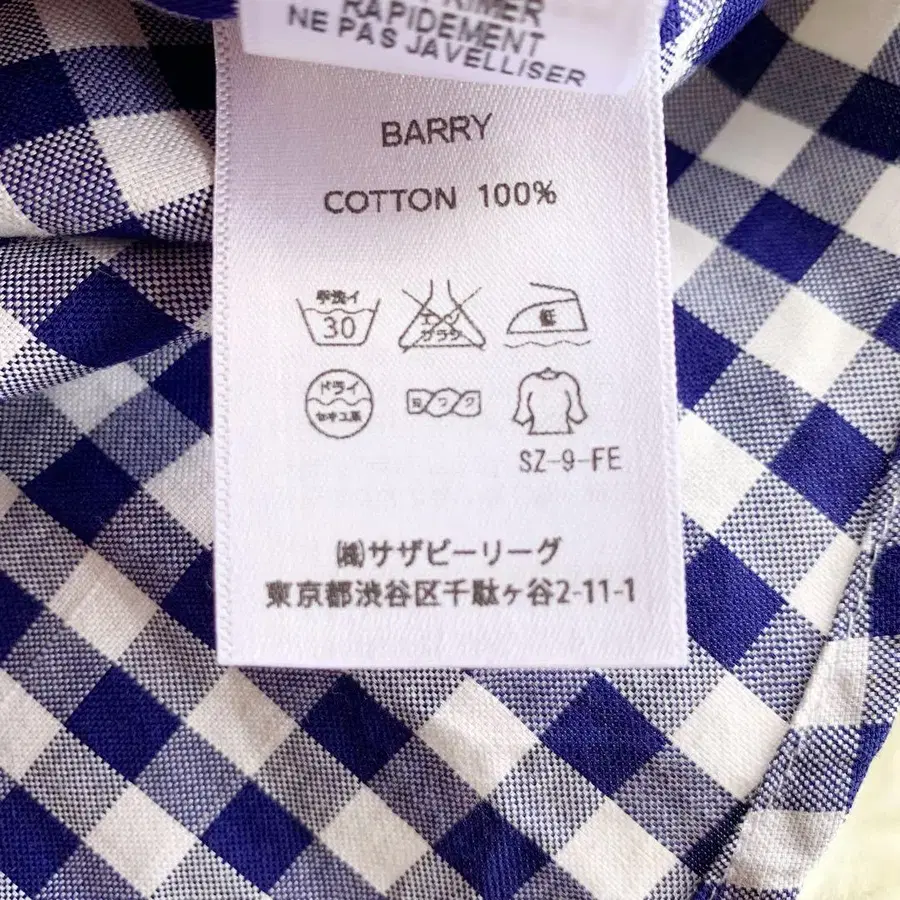 RAPIDEMENT
NE PAS JAVELLISER
BARRY
COTTON 100%
手洗イ
30
エンソ
サラシ
低
ドライ
セキユ系
SZ-9-FE
㈱サザビーリーグ
東京都渋谷区千駄ヶ谷2-11-1